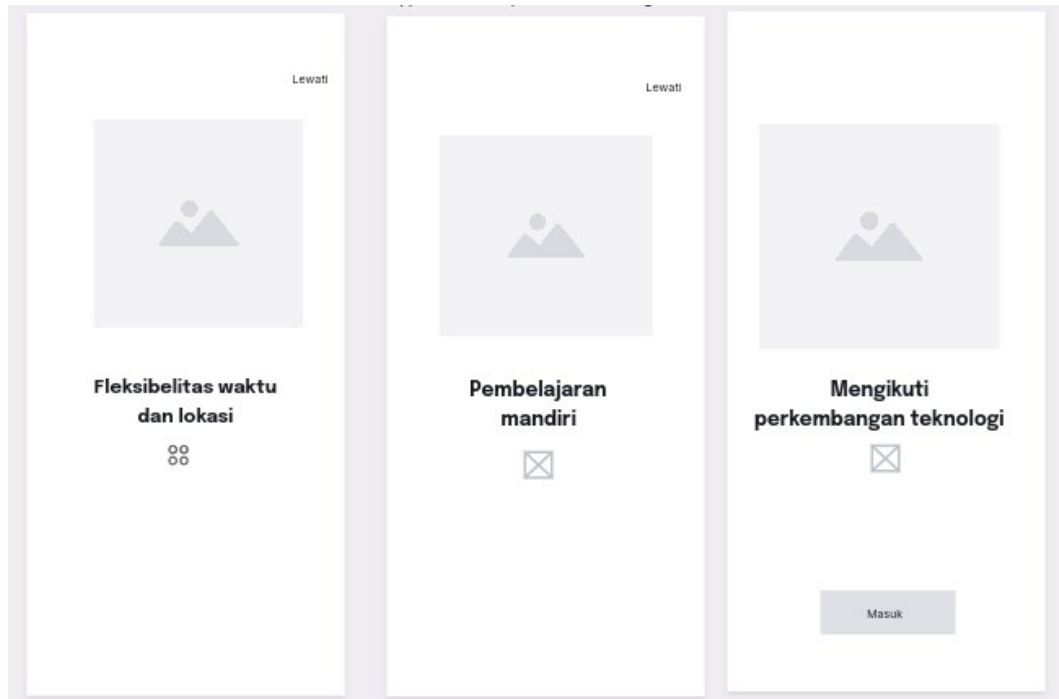 Lewati
Fleksibelitas waktu
dan lokasi
Lewati
Pembelajaran
mandiri
Mengikuti
perkembangan teknologi
Masuk